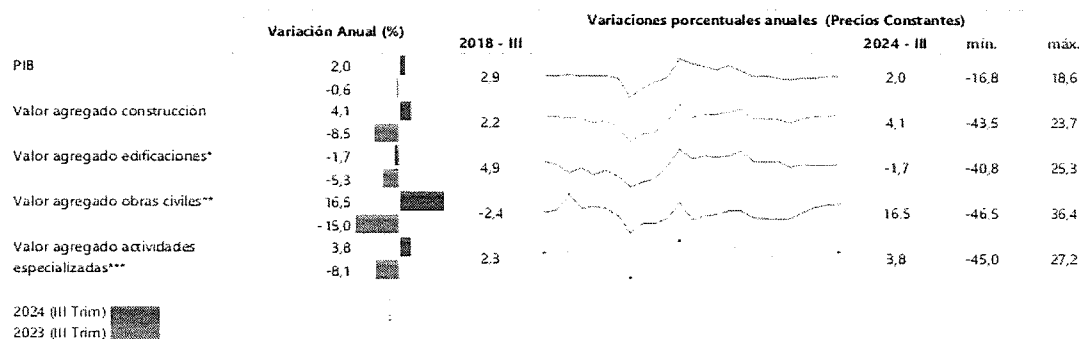 Variaciones porcentuales anuales (Precios Constantes)
Variación Anual (%) 2018 - III 2024 - III mín. máx.
PIB 2,0 2,9 2,0 -16,8 18,6
-0,6
Valor agregado construcción 4,1 2,2 4,1 -43,5 23,7
-8,5
Valor agregado edificaciones* -1,7 4,9 -1,7 -40,8 25,3
-5,3
Valor agregado obras civiles** 16,5 -2,4 16,5 -46,5 36,4
-15,0
Valor agregado actividades 3,8 2,3 3,8 -45,0 27,2
especializadas*** -8,1
2024 (III Trim)
2023 (III Trim)